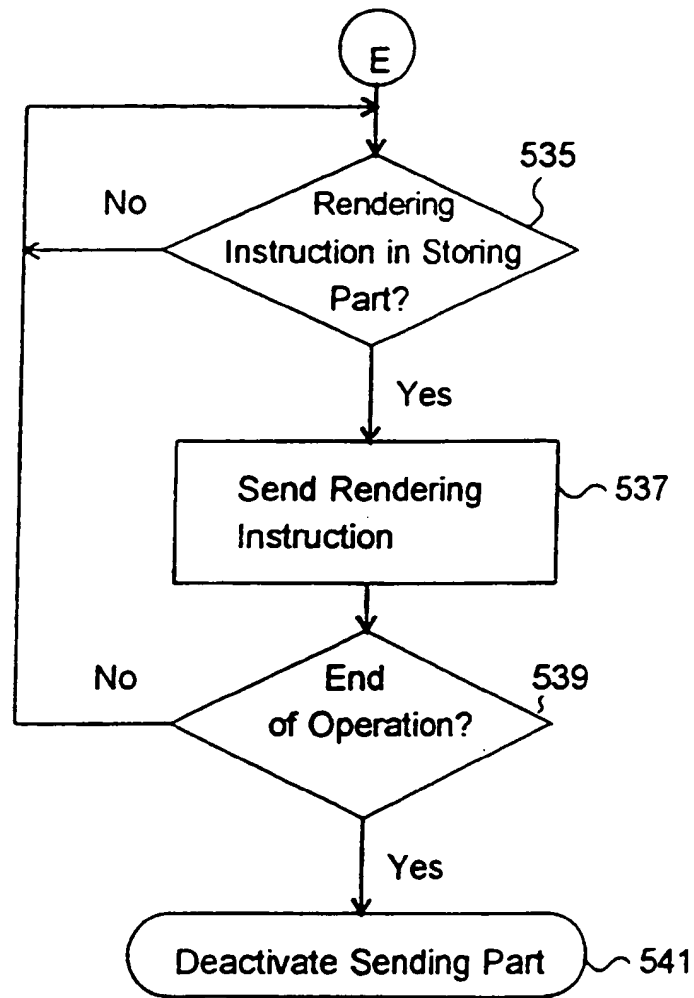 E
535
No
Rendering
Instruction in Storing
Part?
Yes
Send Rendering
Instruction
537
No
End
of Operation?
539
Yes
Deactivate Sending Part
541